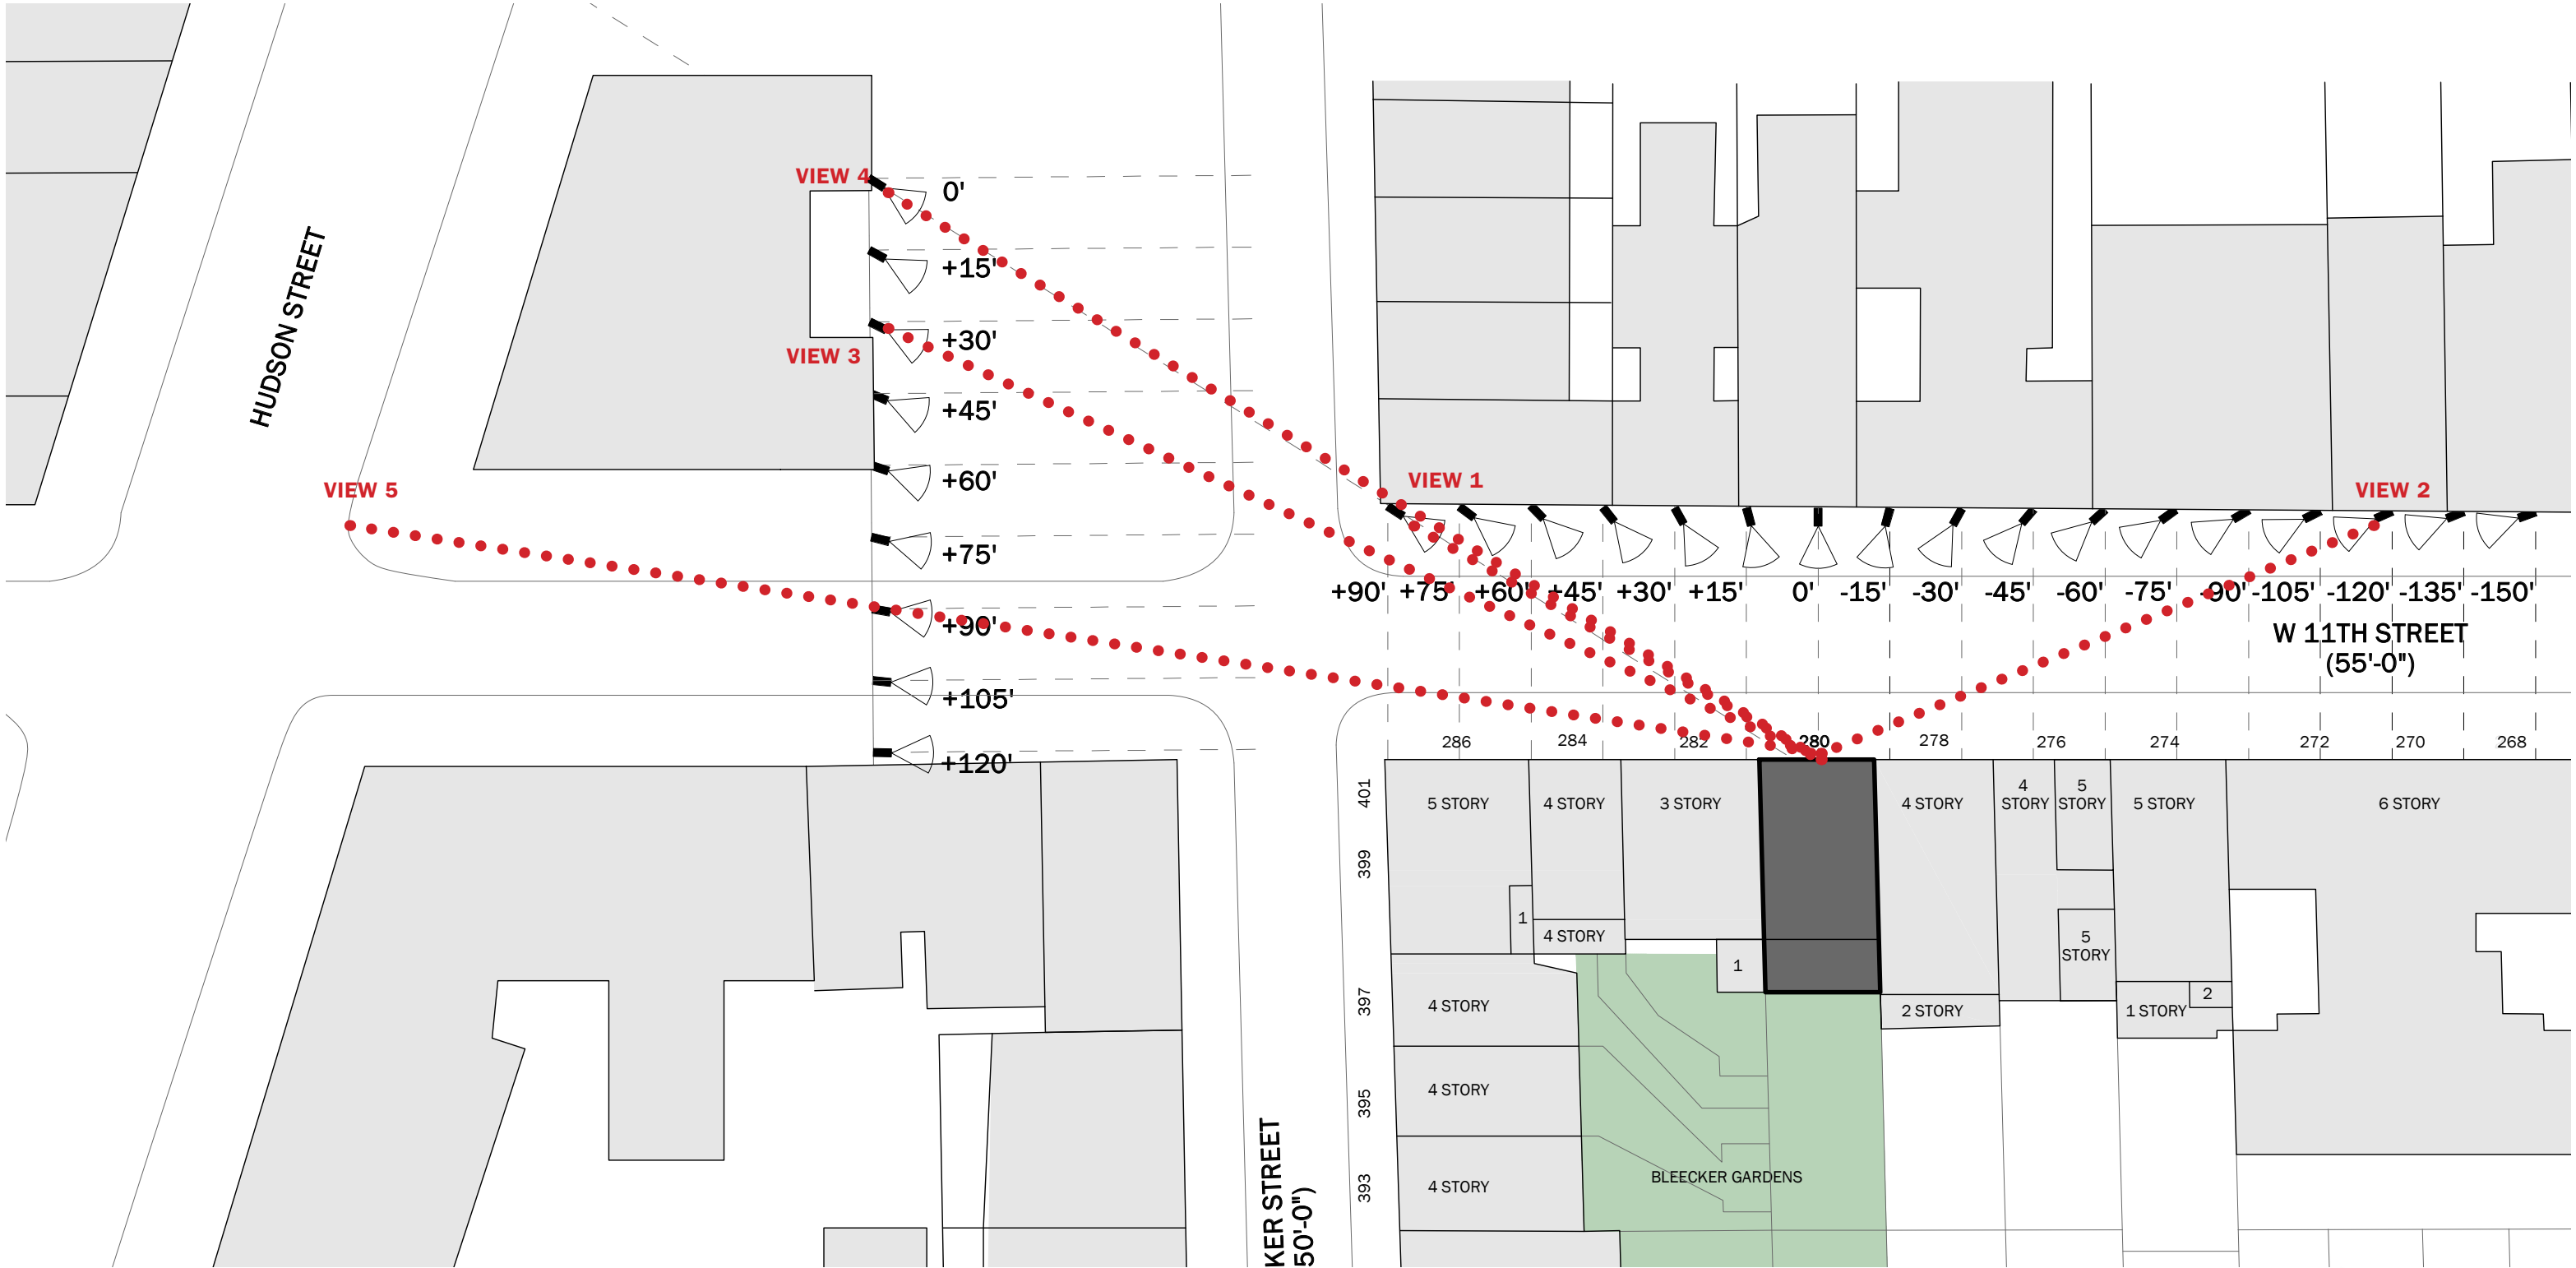 VIEW 4
0'
+15'
+30'
VIEW 3
+45'
+60'
+75'
+90'
+105'
+120'
HUDSON STREET
VIEW 5
VIEW 1
VIEW 2
+90' +75' +60' +45' +30' +15' 0' -15' -30' -45' -60' -75' -90' -105' -120' -135' -150'
W 11TH STREET
(55'-0")
286 284 282 280 278 276 274 272 270 268
401
399
397
395
393
5 STORY
4 STORY
3 STORY
4 STORY
4
STORY
5
STORY
5 STORY
6 STORY
1
4 STORY
1
5
STORY
4 STORY
2 STORY
1 STORY
2
4 STORY
BLEECKER GARDENS
4 STORY
KER STREET
50'-0")